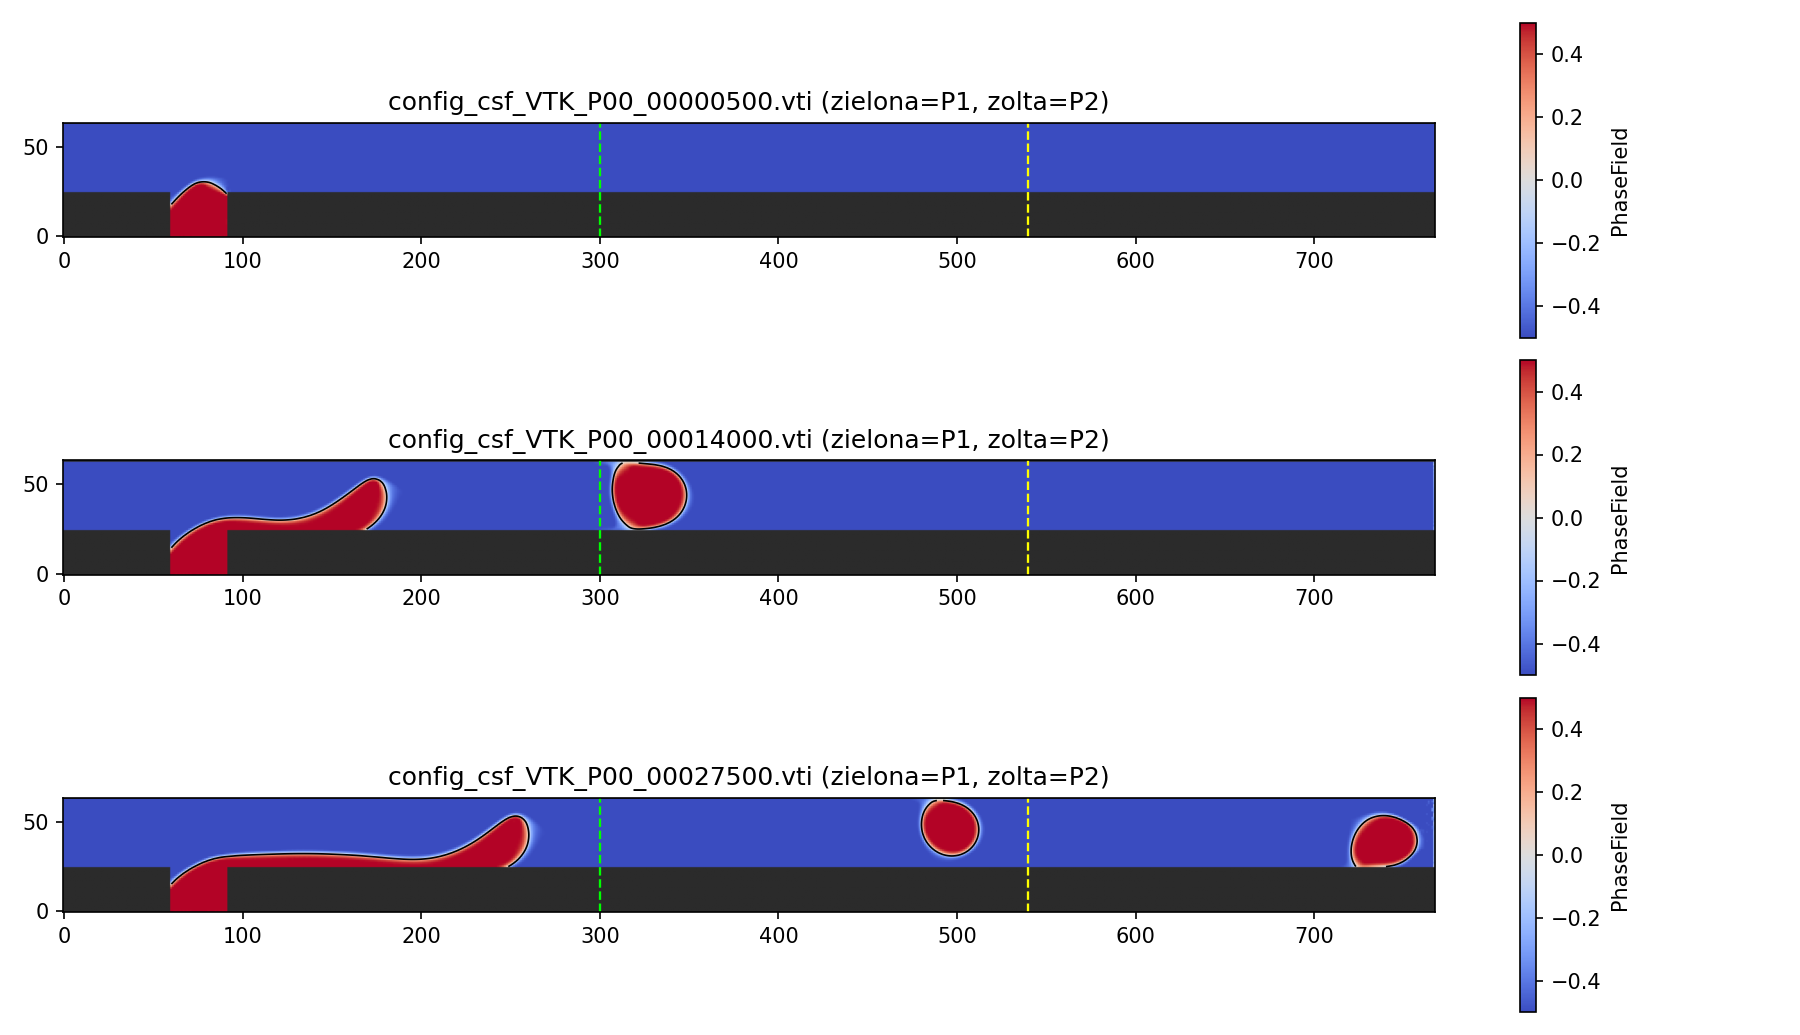 config_csf_VTK_P00_00000500.vti (zielona=P1, zolta=P2)
50
0
0 100 200 300 400 500 600 700
0.4
0.2
0.0
−0.2
−0.4
PhaseField
config_csf_VTK_P00_00014000.vti (zielona=P1, zolta=P2)
50
0
0 100 200 300 400 500 600 700
0.4
0.2
0.0
−0.2
−0.4
PhaseField
config_csf_VTK_P00_00027500.vti (zielona=P1, zolta=P2)
50
0
0 100 200 300 400 500 600 700
0.4
0.2
0.0
−0.2
−0.4
PhaseField